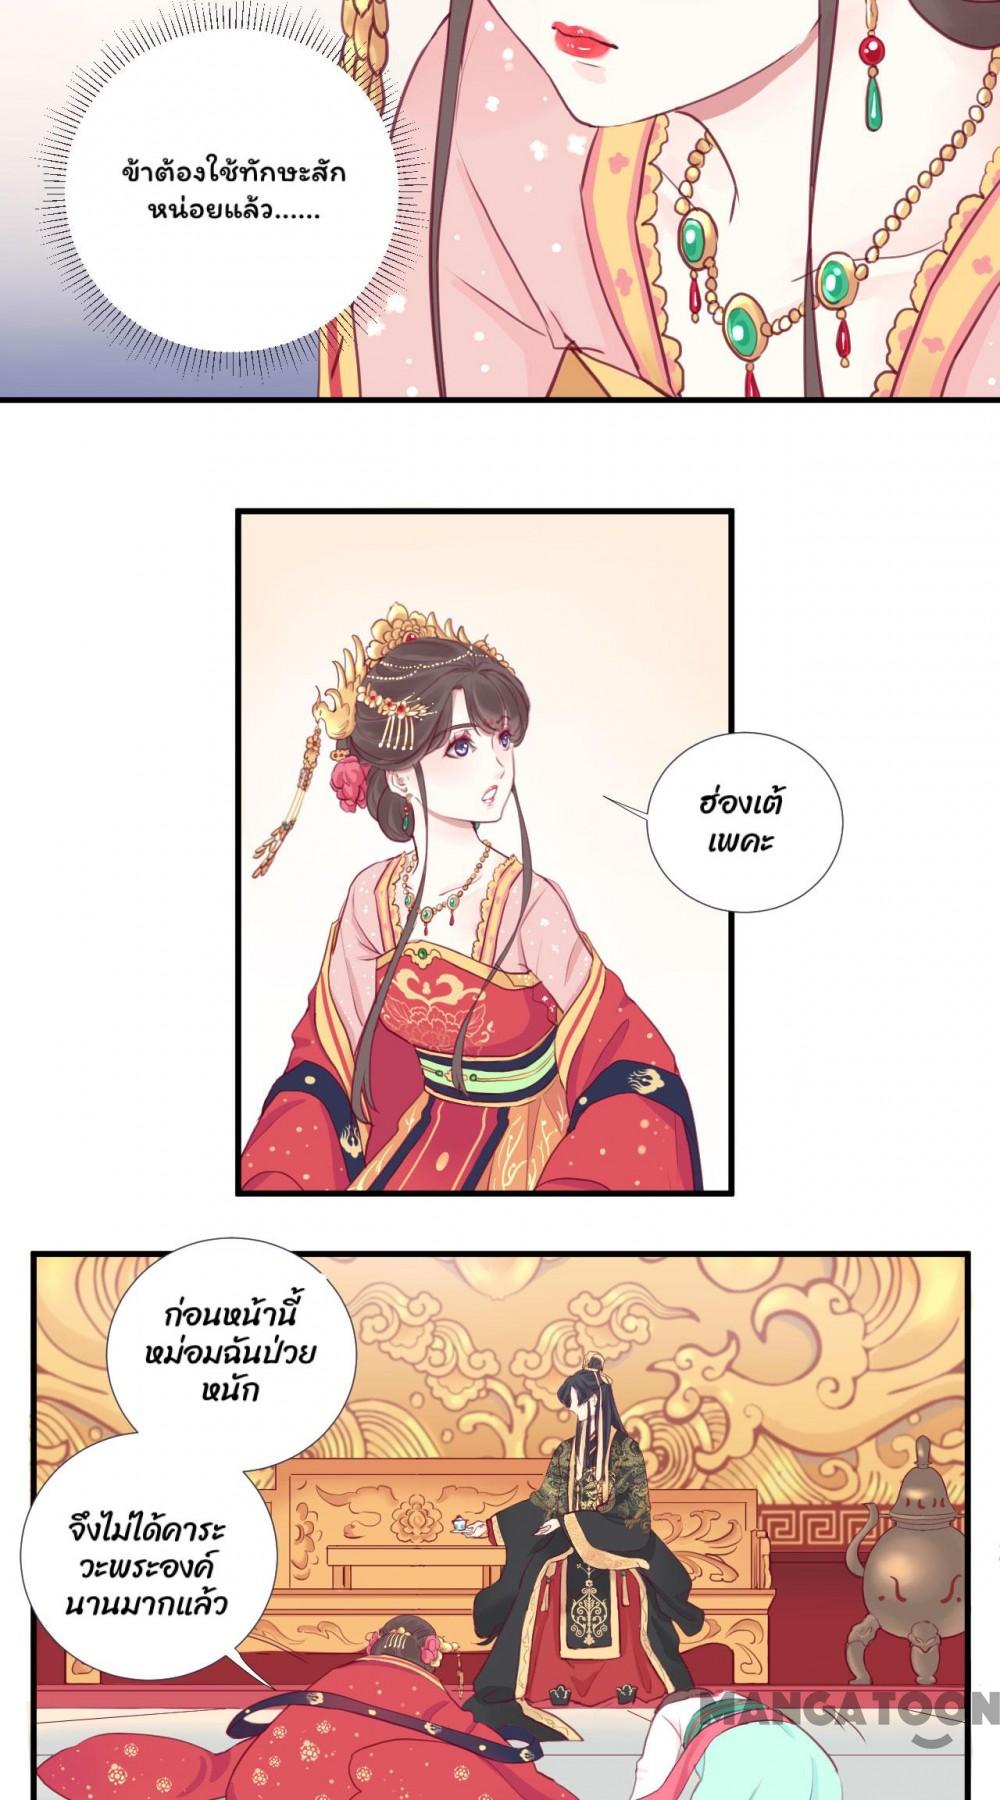 ข้าต้องใช้ทักษะสัก
หน่อยแล้ว......
ฮ่องเต้
เพคะ
ก่อนหน้านี้
หม่อมฉันป่วย
หนัก
จึงไม่ได้คาระ
วะพระองค์
นานมากแล้ว
MANGATOON